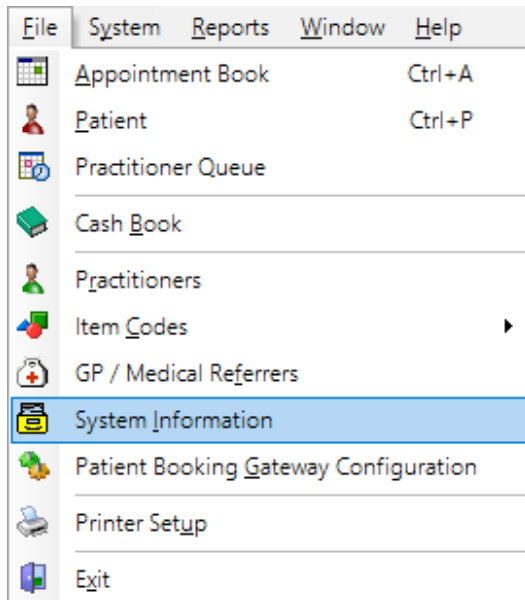 File System Reports Window Help
Appointment Book Ctrl+A
Patient Ctrl+P
Practitioner Queue
Cash Book
Practitioners
Item Codes
GP / Medical Referrers
System Information
Patient Booking Gateway Configuration
Printer Setup
Exit